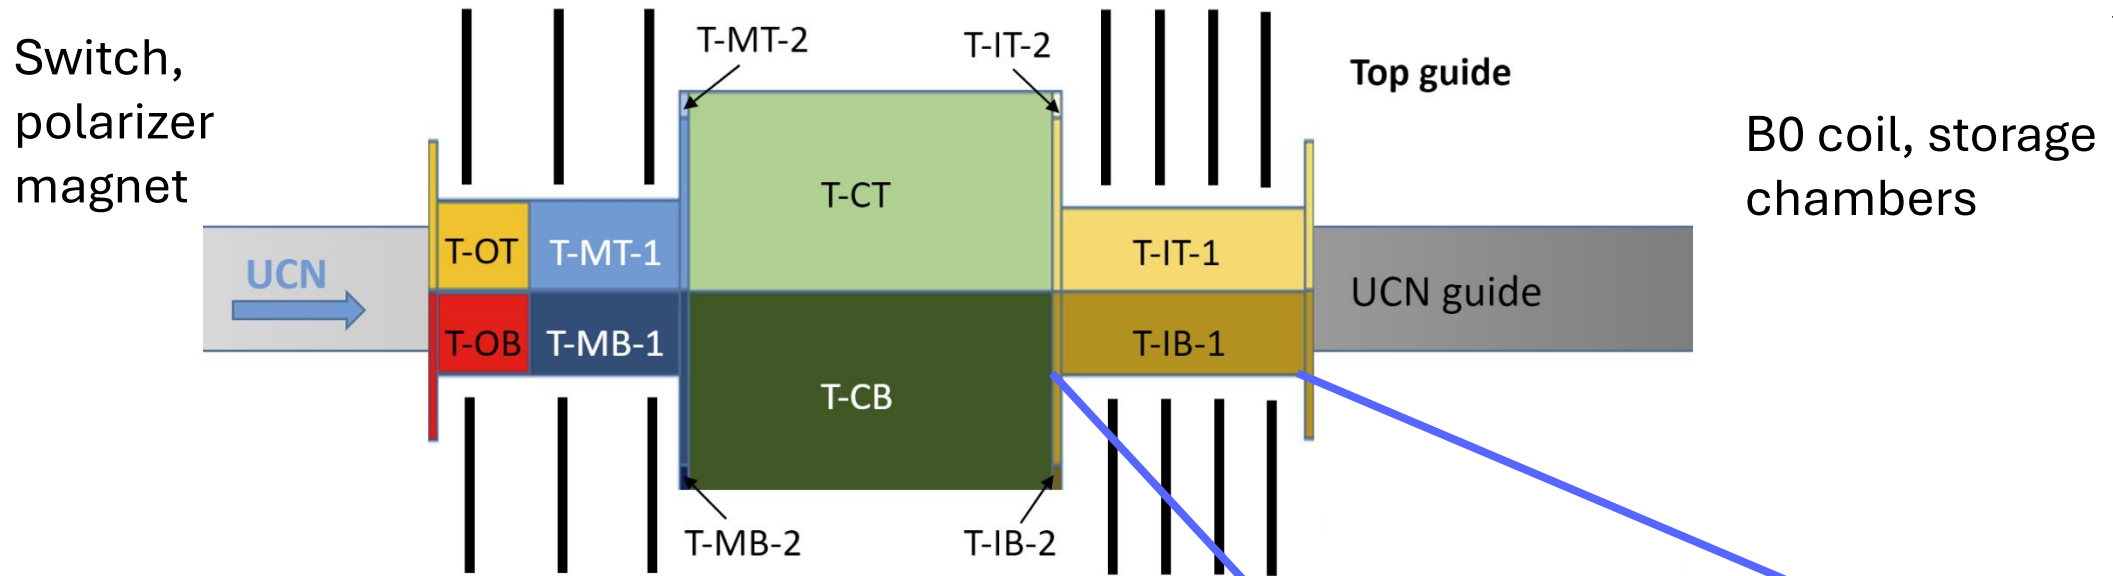 Switch,
polarizer
magnet
T-MT-2
T-IT-2
Top guide
B0 coil, storage
chambers
T-CT
UCN
T-OT
T-MT-1
T-IT-1
UCN guide
T-OB
T-MB-1
T-IB-1
T-CB
T-MB-2
T-IB-2